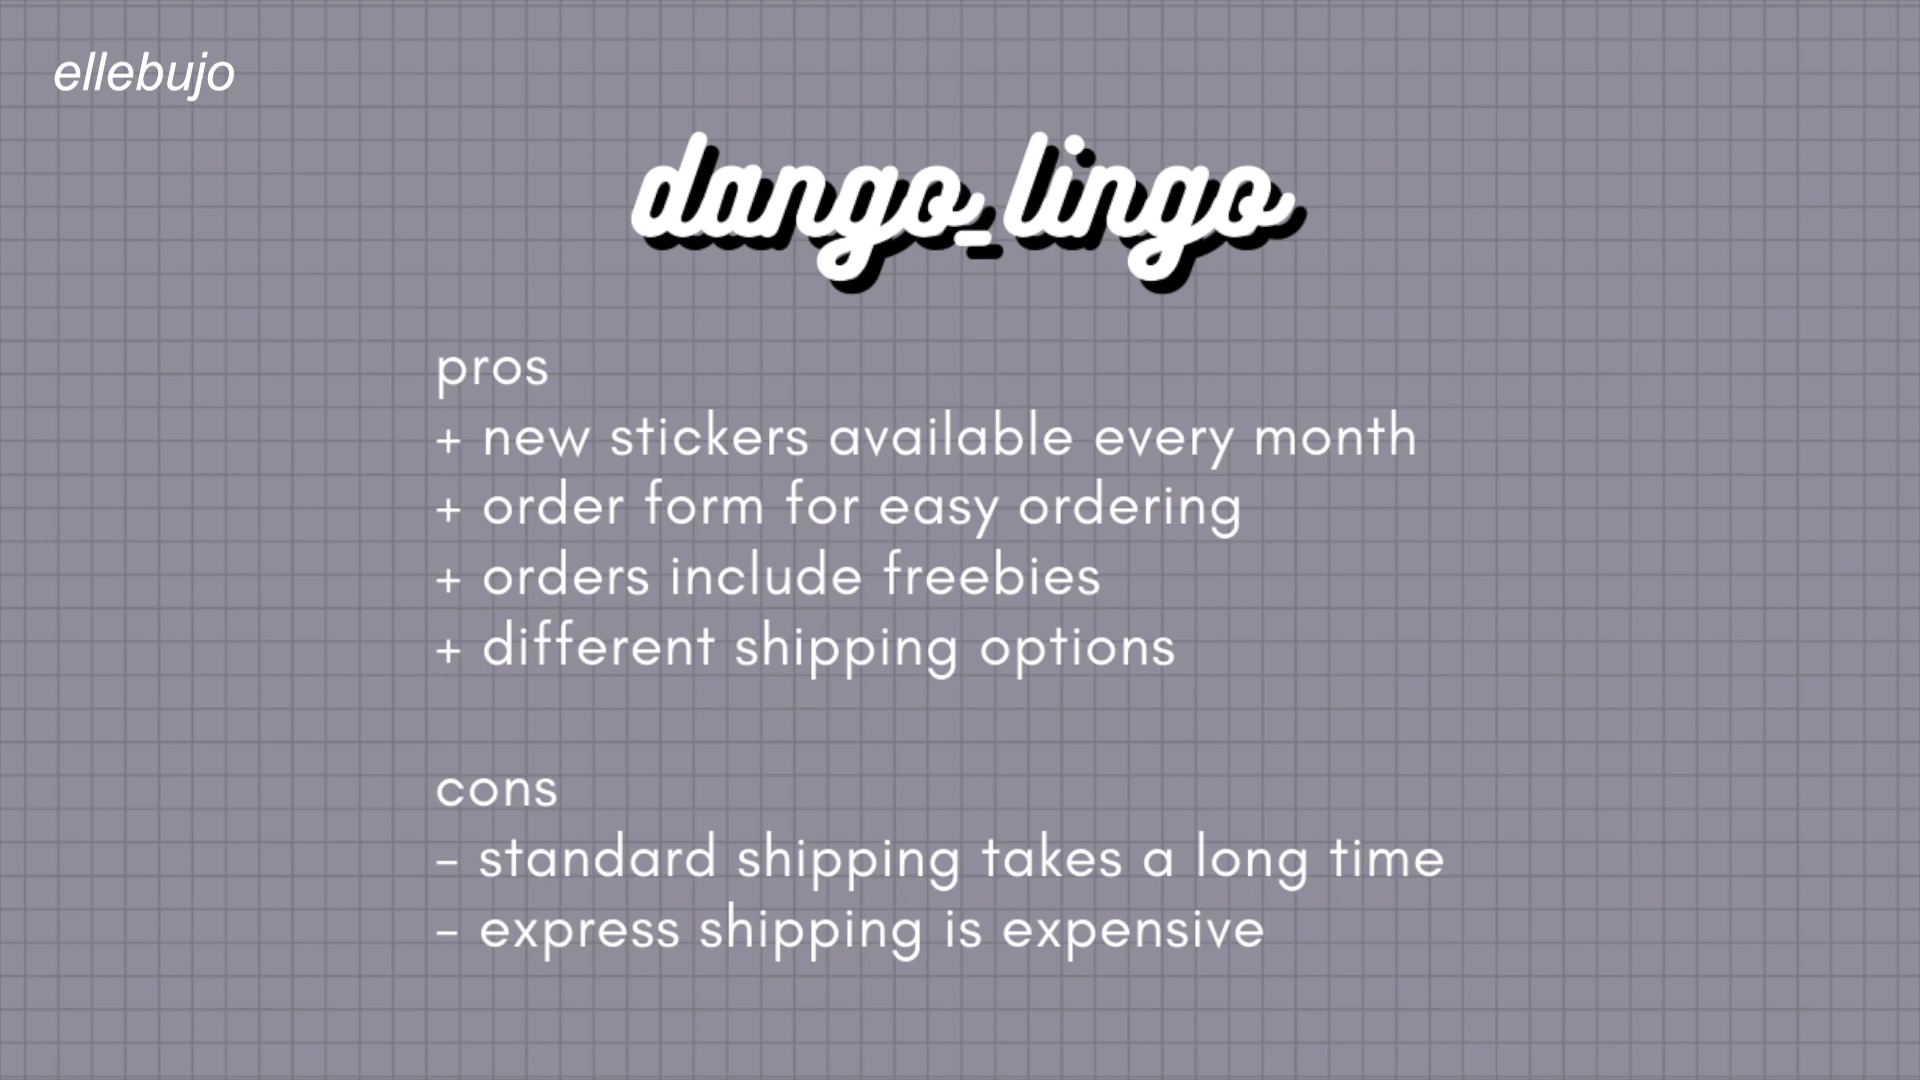 ellebujo
dango_lingo
pros
+ new stickers available every month
+ order form for easy ordering
+ orders include freebies
+ different shipping options
cons
- standard shipping takes a long time
- express shipping is expensive